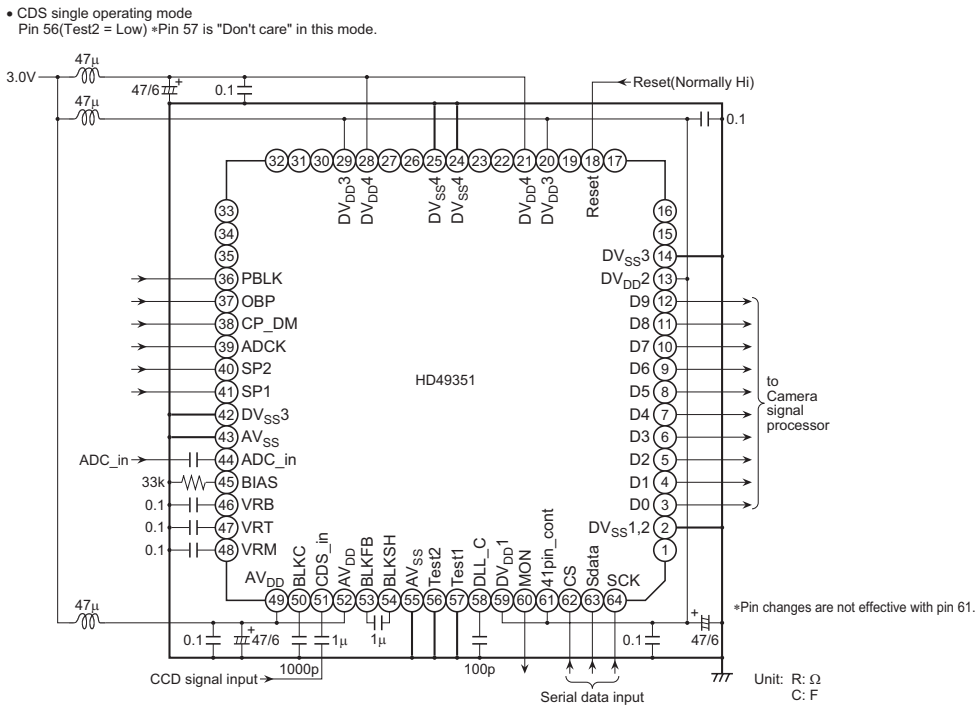 • CDS single operating mode
Pin 56(Test2 = Low) *Pin 57 is "Don't care" in this mode.
47μ
3.0V
47/6
+
0.1
Reset(Normally Hi)
47μ
0.1
32 31 30 29 28 27 26 25 24 23 22 21 20 19 18 17
DVDD3
DVDD4
DVSS4
DVSS4
DVDD4
DVDD3
Reset
33
34
35
36 PBLK
37 OBP
38 CP_DM
39 ADCK
40 SP2
41 SP1
42 DVSS3
43 AVSS
ADC_in
44 ADC_in
33k
45 BIAS
0.1
46 VRB
0.1
47 VRT
0.1
48 VRM
HD49351
16
15
DVSS3 14
DVDD2 13
D9 12
D8 11
D7 10
D6 9
D5 8
D4 7
D3 6
D2 5
D1 4
D0 3
DVSS1,2 2
1
to
Camera
signal
processor
AVDD
BLKC
CDS_in
AVDD
BLKFB
BLKSH
AVSS
Test2
Test1
DLL_C
DVDD1
MON
41pin_cont
CS
Sdata
SCK
49 50 51 52 53 54 55 56 57 58 59 60 61 62 63 64
47μ
0.1
+
47/6
1000p
1μ
1μ
100p
0.1
+
47/6
*Pin changes are not effective with pin 61.
CCD signal input
Serial data input
Unit: R: Ω
C: F